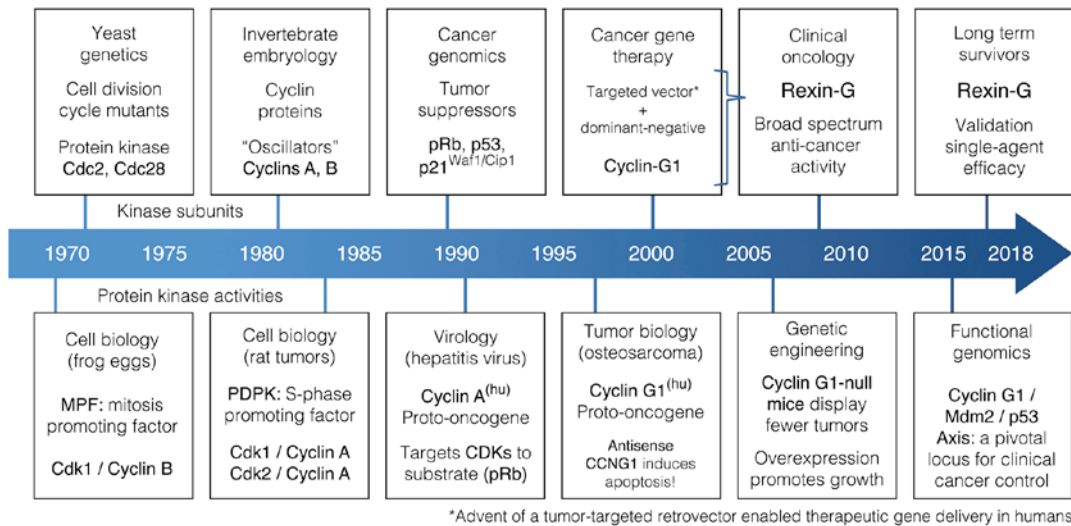 Yeast
genetics
Cell division
cycle mutants
Protein kinase
Cdc2, Cdc28
Invertebrate
embryology
Cyclin
proteins
“Oscillators”
Cyclins A, B
Cancer
genomics
Tumor
suppressors
pRb, p53,
p21Waf1/Cip1
Cancer gene
therapy
Targeted vector*
+
dominant-negative
Cyclin-G1
Clinical
oncology
Rexin-G
Broad spectrum
anti-cancer
activity
Long term
survivors
Rexin-G
Validation
single-agent
efficacy
Kinase subunits
1970 1975 1980 1985 1990 1995 2000 2005 2010 2015 2018
Protein kinase activities
Cell biology
(frog eggs)
MPF: mitosis
promoting factor
Cdk1 / Cyclin B
Cell biology
(rat tumors)
PDPK: S-phase
promoting factor
Cdk1 / Cyclin A
Cdk2 / Cyclin A
Virology
(hepatitis virus)
Cyclin A(hu)
Proto-oncogene
Targets CDKs to
substrate (pRb)
Tumor biology
(osteosarcoma)
Cyclin G1(hu)
Proto-oncogene
Antisense
CCNG1 induces
apoptosis!
Genetic
engineering
Cyclin G1-null
mice display
fewer tumors
Overexpression
promotes growth
Functional
genomics
Cyclin G1 /
Mdm2 / p53
Axis: a pivotal
locus for clinical
cancer control
*Advent of a tumor-targeted retrovector enabled therapeutic gene delivery in humans